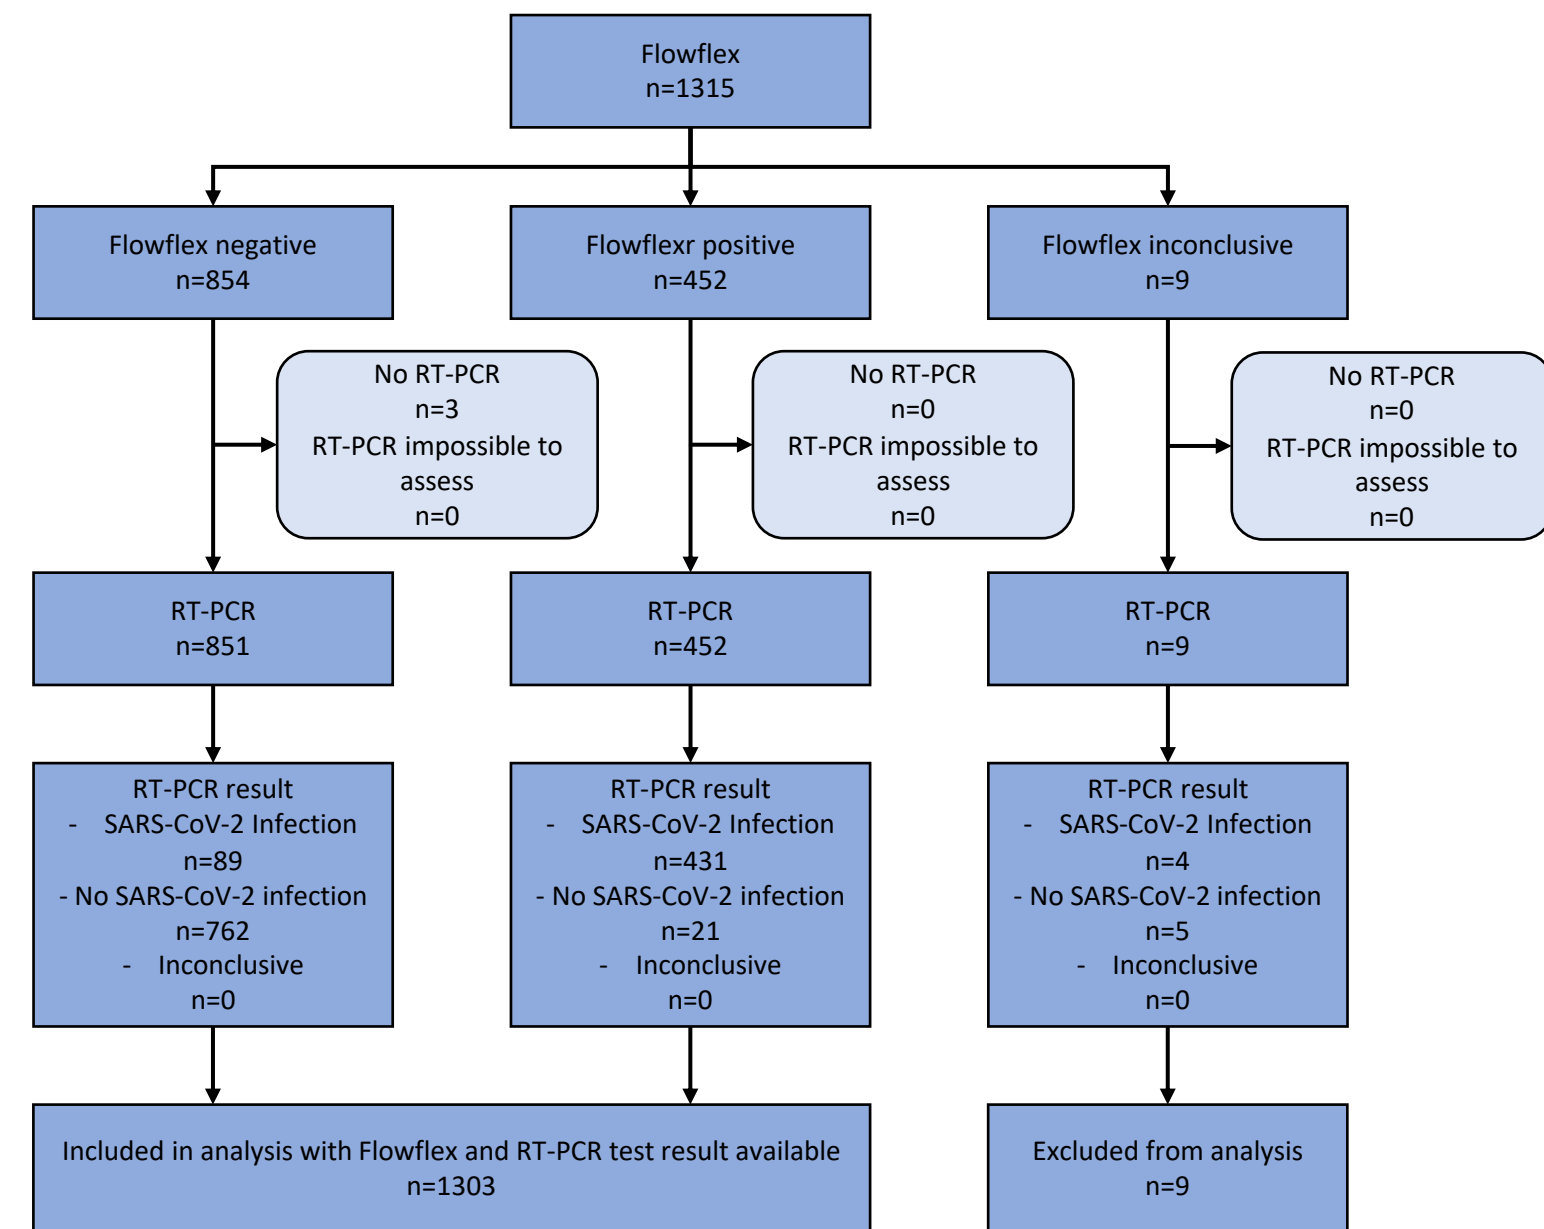 Flowflex
n=1315
Flowflex negative
n=854
Flowflexr positive
n=452
Flowflex inconclusive
n=9
No RT-PCR
n=3
RT-PCR impossible to
assess
n=0
No RT-PCR
n=0
RT-PCR impossible to
assess
n=0
No RT-PCR
n=0
RT-PCR impossible to
assess
n=0
RT-PCR
n=851
RT-PCR
n=452
RT-PCR
n=9
RT-PCR result
- SARS-CoV-2 Infection
n=89
- No SARS-CoV-2 infection
n=762
- Inconclusive
n=0
RT-PCR result
- SARS-CoV-2 Infection
n=431
- No SARS-CoV-2 infection
n=21
- Inconclusive
n=0
RT-PCR result
- SARS-CoV-2 Infection
n=4
- No SARS-CoV-2 infection
n=5
- Inconclusive
n=0
Included in analysis with Flowflex and RT-PCR test result available
n=1303
Excluded from analysis
n=9